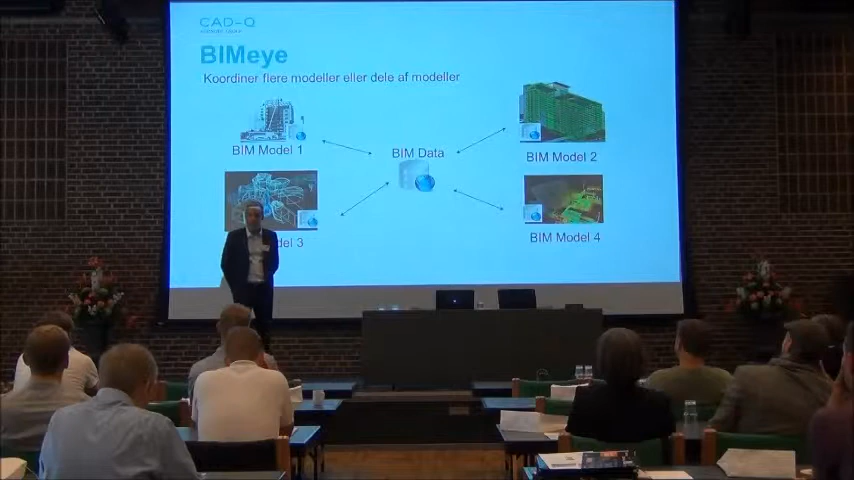 CAD-Q
BIMeye
Koordiner flere modeller eller dele af modeller
BIM Model 1
BIM Data
BIM Model 2
del 3
BIM Model 4